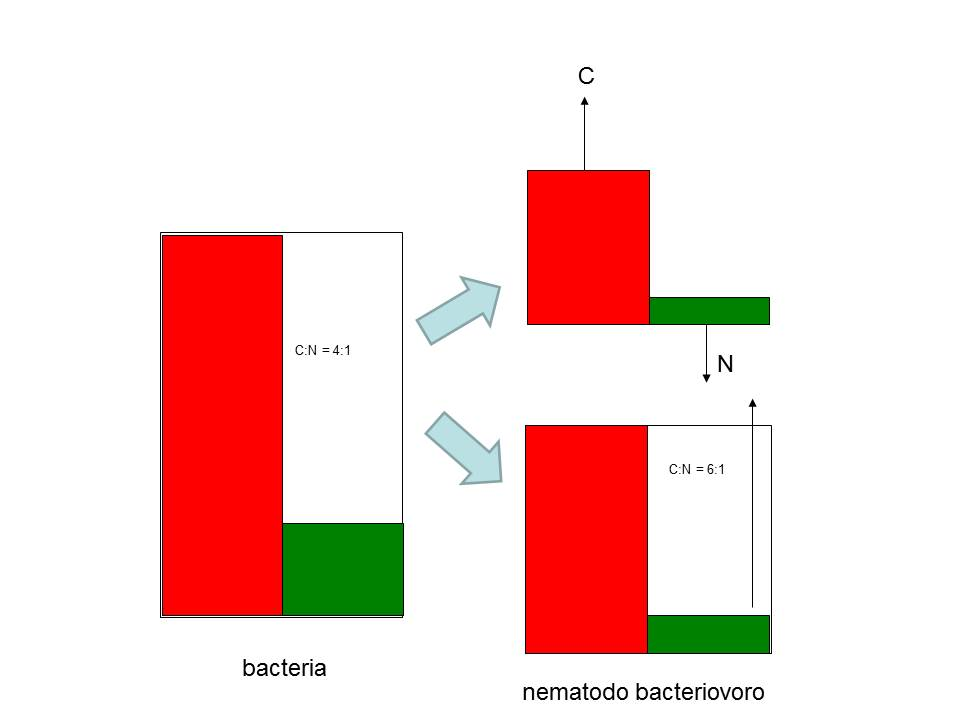 C
C:N = 4:1
N
C:N = 6:1
bacteria
nematodo bacteriovoro